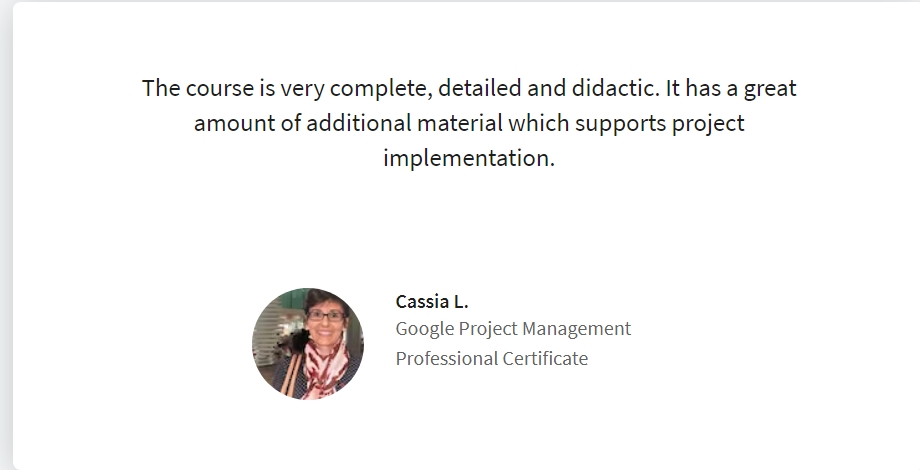 The course is very complete, detailed and didactic. It has a great
amount of additional material which supports project
implementation.
Cassia L.
Google Project Management
Professional Certificate